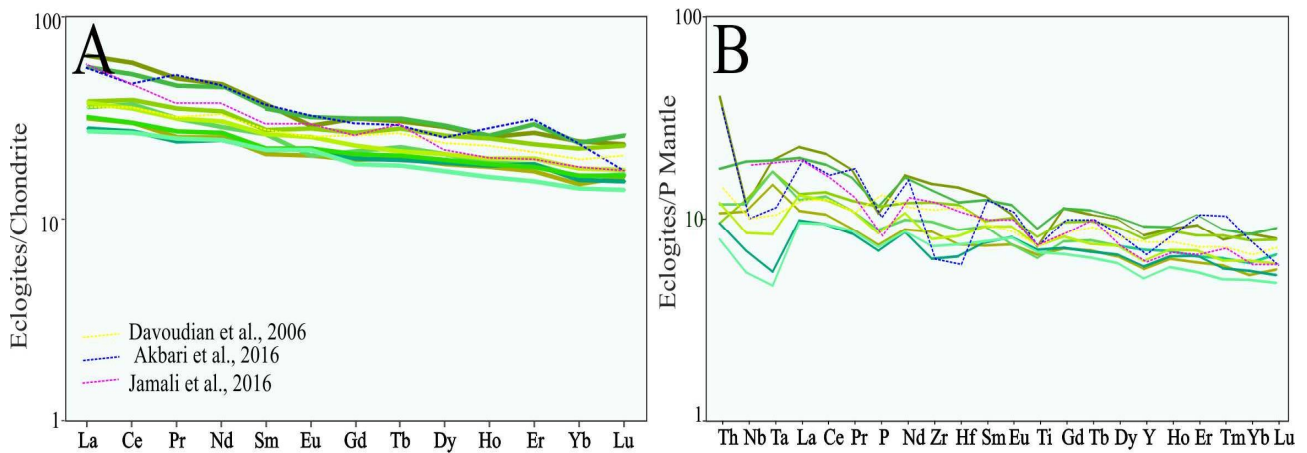 A
100
10
1
Eclogites/Chondrite
Davoudian et al., 2006
Akbari et al., 2016
Jamali et al., 2016
La Ce Pr Nd Sm Eu Gd Tb Dy Ho Er Yb Lu
B
100
10
1
Eclogites/P Mantle
Th Nb Ta La Ce Pr P Nd Zr Hf Sm Eu Ti Gd Tb Dy Y Ho Er Tm Yb Lu